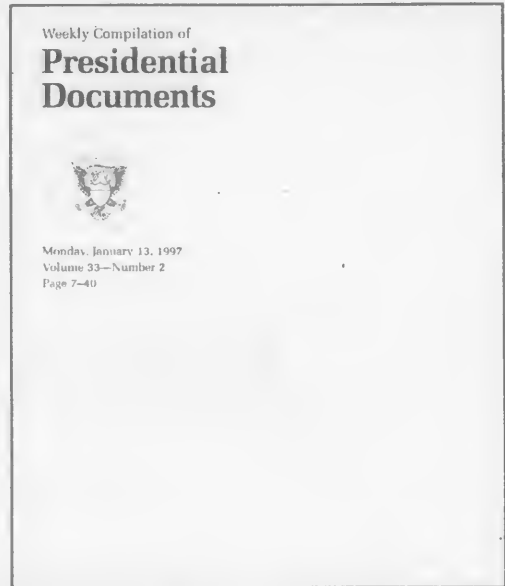 Weekly Compilation of
Presidential
Documents
Monday, January 13, 1997
Volume 33—Number 2
Page 7–40